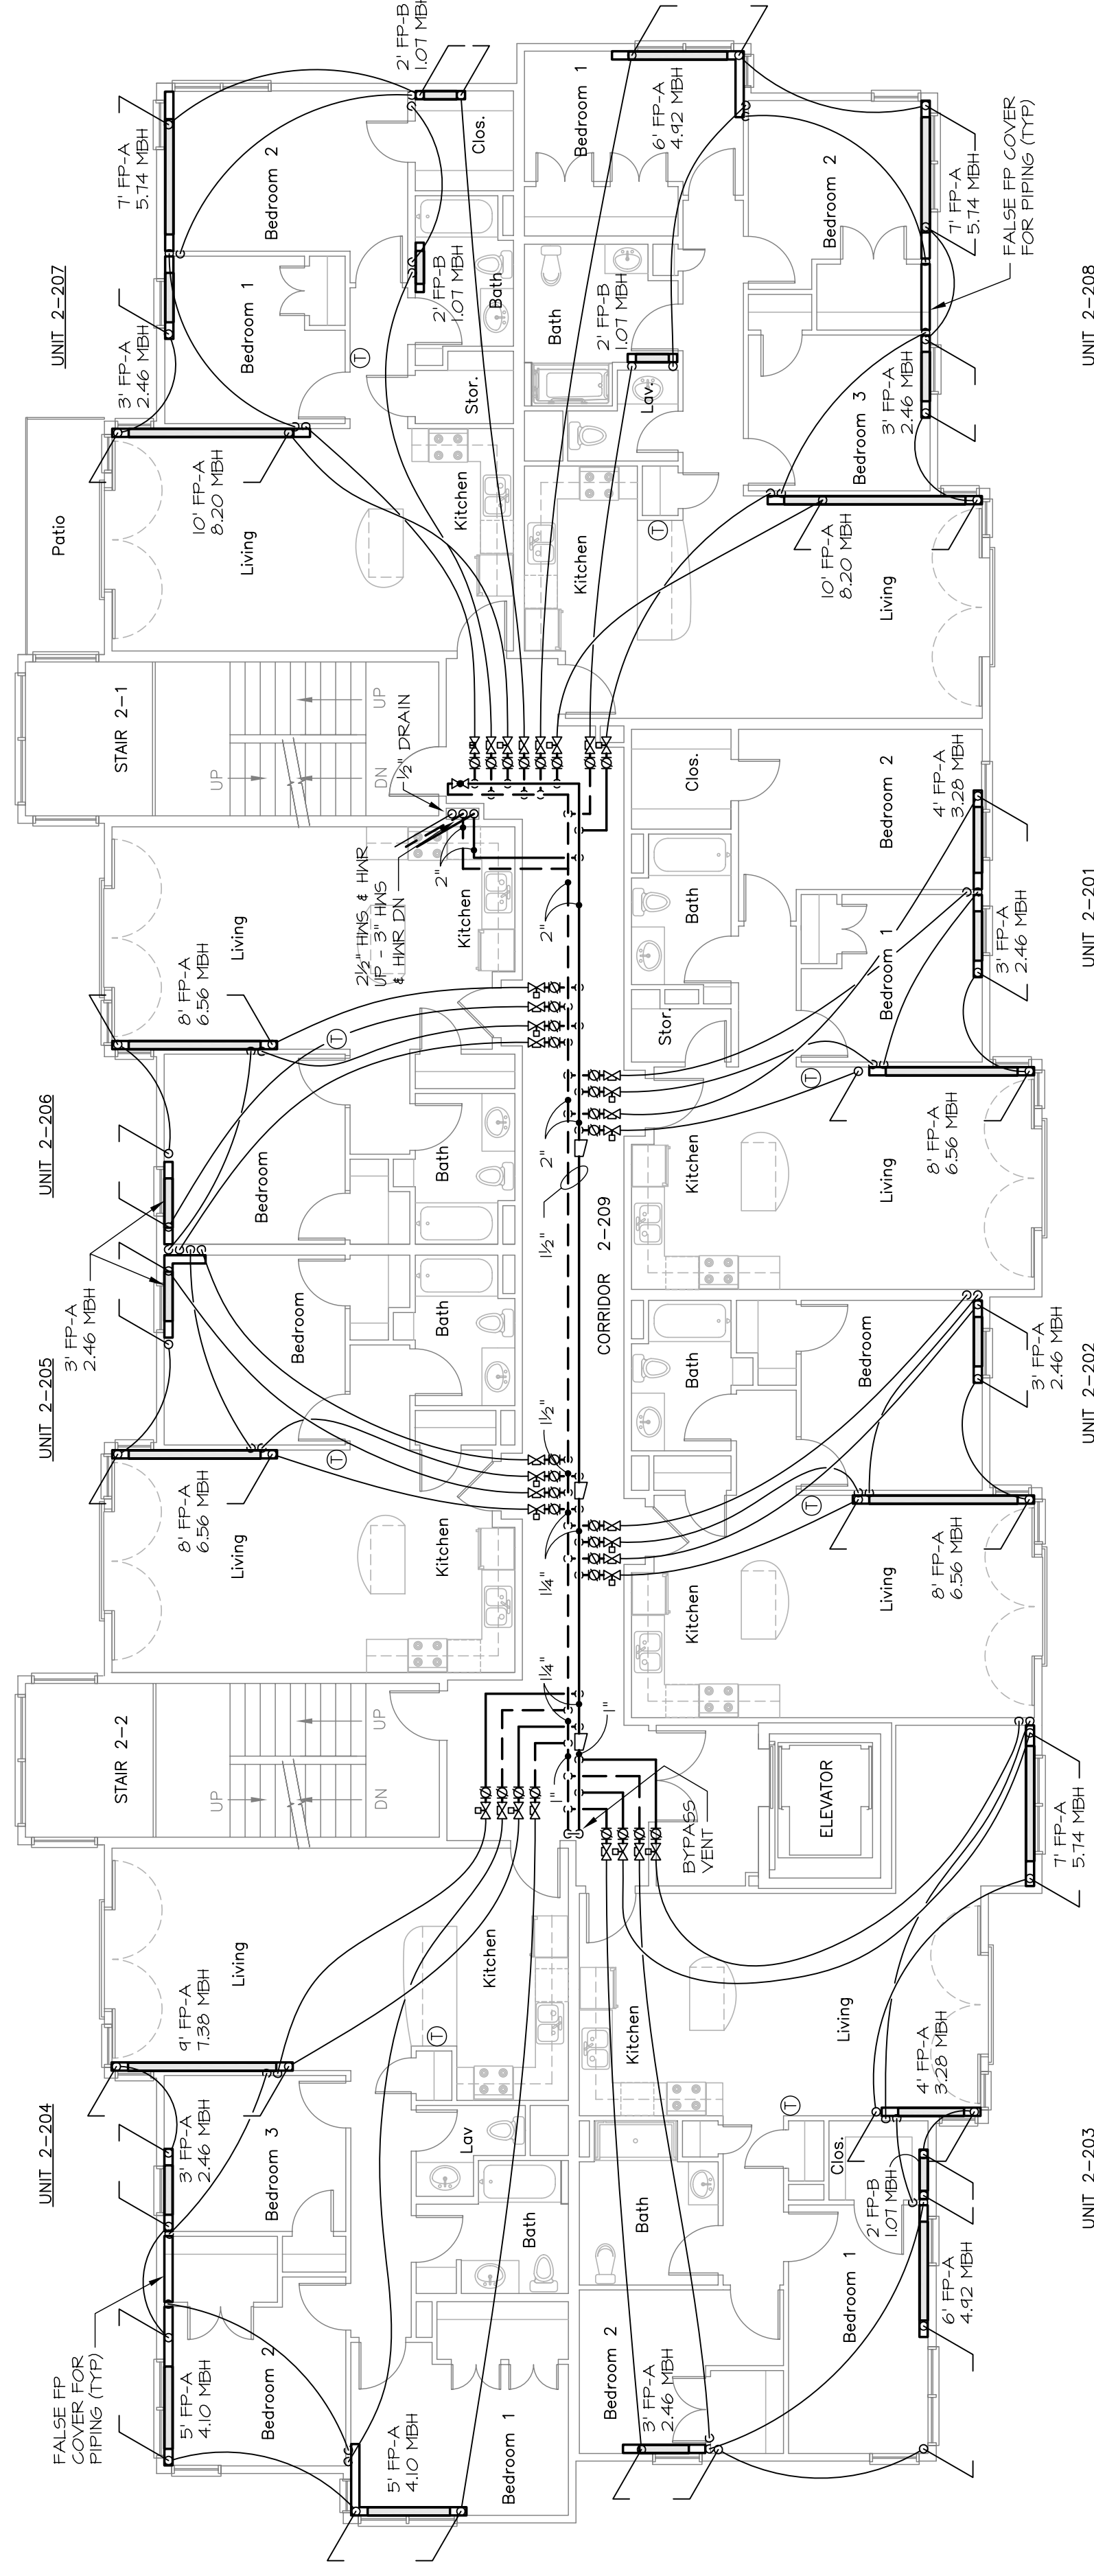 2' FP-B
1.07 MBH
7' FP-A
5.74 MBH
Bedroom 2
Clos.
Bedroom 1
6' FP-A
4.92 MBH
Bedroom 2
7' FP-A
5.74 MBH
FALSE FP COVER
FOR PIPING (TYP)
UNIT 2-207
3' FP-A
2.46 MBH
Bedroom 1
T
2' FP-B
1.07 MBH
Bath
Bath
2' FP-B
1.07 MBH
Lav.
Stor.
3' FP-A
2.46 MBH
Bedroom 3
UNIT 2-208
Patio
10' FP-A
8.20 MBH
Living
Kitchen
Kitchen
T
10' FP-A
8.20 MBH
Living
STAIR 2-1
UP
UP
DN
1/2" DRAIN
2½" HWS & HWR
UP - 3" HWS
& HWR DN
2"
Kitchen
Living
8' FP-A
6.56 MBH
T
2"
Clos.
Bedroom 2
4' FP-A
3.28 MBH
Bath
Bedroom 1
3' FP-A
2.46 MBH
Stor.
UNIT 2-201
UNIT 2-206
Bedroom
Bath
2"
1½"
T
8' FP-A
6.56 MBH
Kitchen
Living
3' FP-A
2.46 MBH
CORRIDOR 2-209
UNIT 2-205
Bedroom
Bath
T
1½"
8' FP-A
6.56 MBH
Living
Kitchen
1¼"
Bath
Bedroom
3' FP-A
2.46 MBH
UNIT 2-202
T
8' FP-A
6.56 MBH
Living
Kitchen
STAIR 2-2
UP
UP
DN
1¼"
1"
1"
BYPASS
VENT
ELEVATOR
7' FP-A
5.74 MBH
9' FP-A
7.38 MBH
Living
Kitchen
T
Kitchen
Living
4' FP-A
3.28 MBH
T
UNIT 2-204
3' FP-A
2.46 MBH
Bedroom 3
Lav
Bath
Bath
Clos.
2' FP-B
1.07 MBH
UNIT 2-203
FALSE FP
COVER FOR
PIPING (TYP)
5' FP-A
4.10 MBH
Bedroom 2
5' FP-A
4.10 MBH
Bedroom 1
Bedroom 2
3' FP-A
2.46 MBH
Bedroom 1
6' FP-A
4.92 MBH